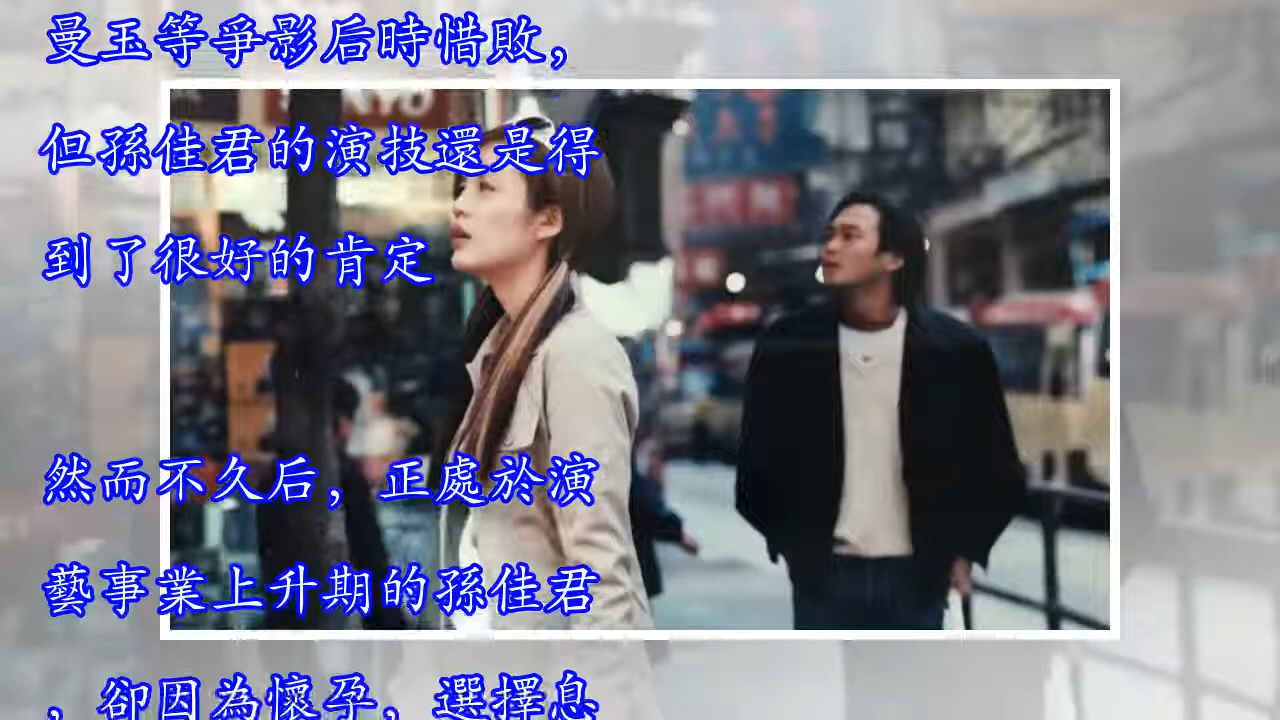 曼玉等爭影后時惜敗，
但孫佳君的演技還是得
到了很好的肯定
然而不久后，正處於演
藝事業上升期的孫佳君
，卻因為懷孕，選擇息